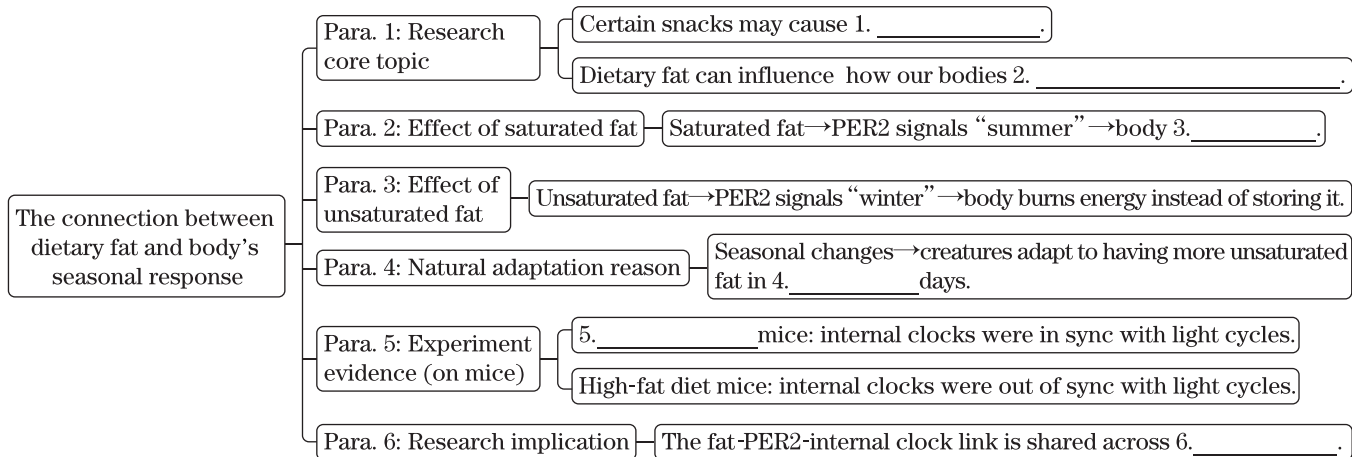 The connection between
dietary fat and body's
seasonal response
Para. 1: Research
core topic
Certain snacks may cause 1. ________________.
Dietary fat can influence how our bodies 2. ______________________________.
Para. 2: Effect of saturated fat
Saturated fat→PER2 signals “summer”→body 3.____________.
Para. 3: Effect of
unsaturated fat
Unsaturated fat→PER2 signals “winter”→body burns energy instead of storing it.
Para. 4: Natural adaptation reason
Seasonal changes→creatures adapt to having more unsaturated
fat in 4._____________days.
Para. 5: Experiment
evidence (on mice)
5.________________mice: internal clocks were in sync with light cycles.
High-fat diet mice: internal clocks were out of sync with light cycles.
Para. 6: Research implication
The fat-PER2-internal clock link is shared across 6.______________.